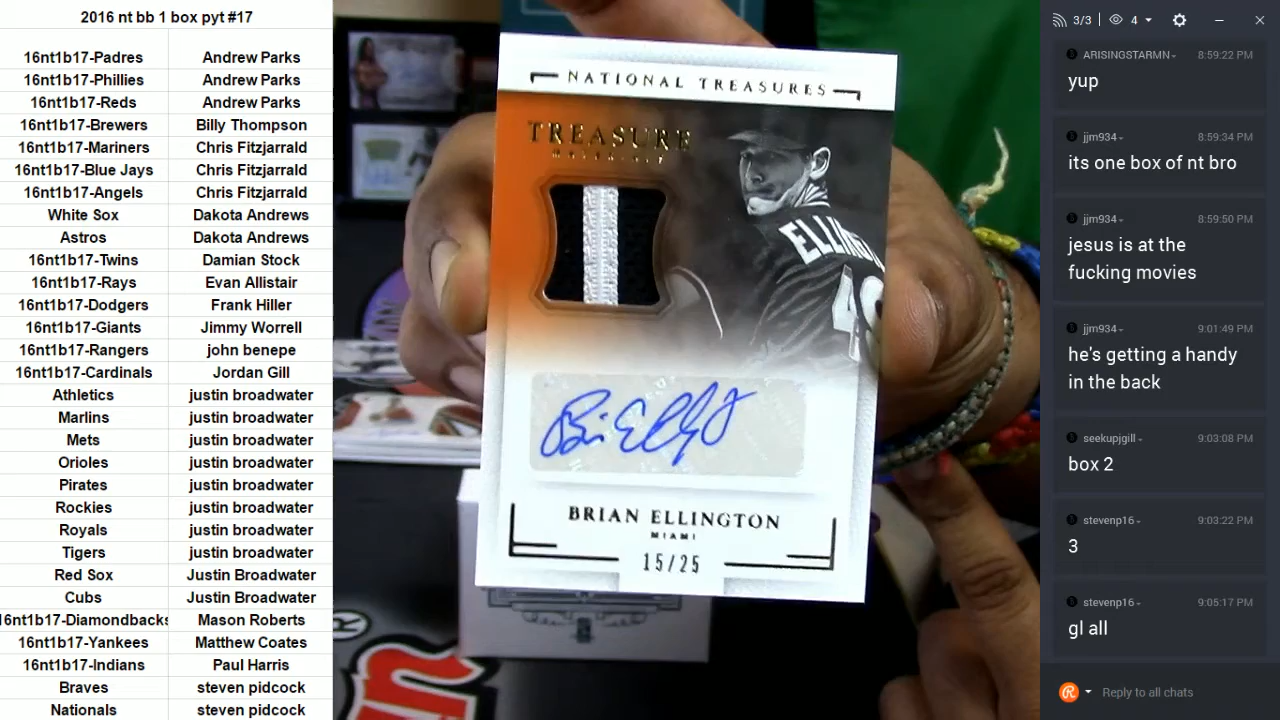 2016 nt bb 1 box pyt #17
16nt1b17-Padres Andrew Parks
16nt1b17-Phillies Andrew Parks
16nt1b17-Reds Andrew Parks
16nt1b17-Brewers Billy Thompson
16nt1b17-Mariners Chris Fitzjarrald
16nt1b17-Blue Jays Chris Fitzjarrald
16nt1b17-Angels Chris Fitzjarrald
White Sox Dakota Andrews
Astros Dakota Andrews
16nt1b17-Twins Damian Stock
16nt1b17-Rays Evan Allistair
16nt1b17-Dodgers Frank Hiller
16nt1b17-Giants Jimmy Worrell
16nt1b17-Rangers john benepe
16nt1b17-Cardinals Jordan Gill
Athletics justin broadwater
Marlins justin broadwater
Mets justin broadwater
Orioles justin broadwater
Pirates justin broadwater
Rockies justin broadwater
Royals justin broadwater
Tigers justin broadwater
Red Sox Justin Broadwater
Cubs Justin Broadwater
16nt1b17-Diamondbacks Mason Roberts
16nt1b17-Yankees Matthew Coates
16nt1b17-Indians Paul Harris
Braves steven pidcock
Nationals steven pidcock
NATIONAL TREASURES
TREASURE
BRIAN ELLINGTON
MIAMI
15/25
3/3 4
ARISINGSTARMN 8:59:22 PM
yup
jjm934 8:59:34 PM
its one box of nt bro
jjm934 8:59:50 PM
jesus is at the
fucking movies
jjm934 9:01:49 PM
he's getting a handy
in the back
seekupjgill 9:03:08 PM
box 2
stevenp16 9:03:22 PM
3
stevenp16 9:05:17 PM
gl all
Reply to all chats